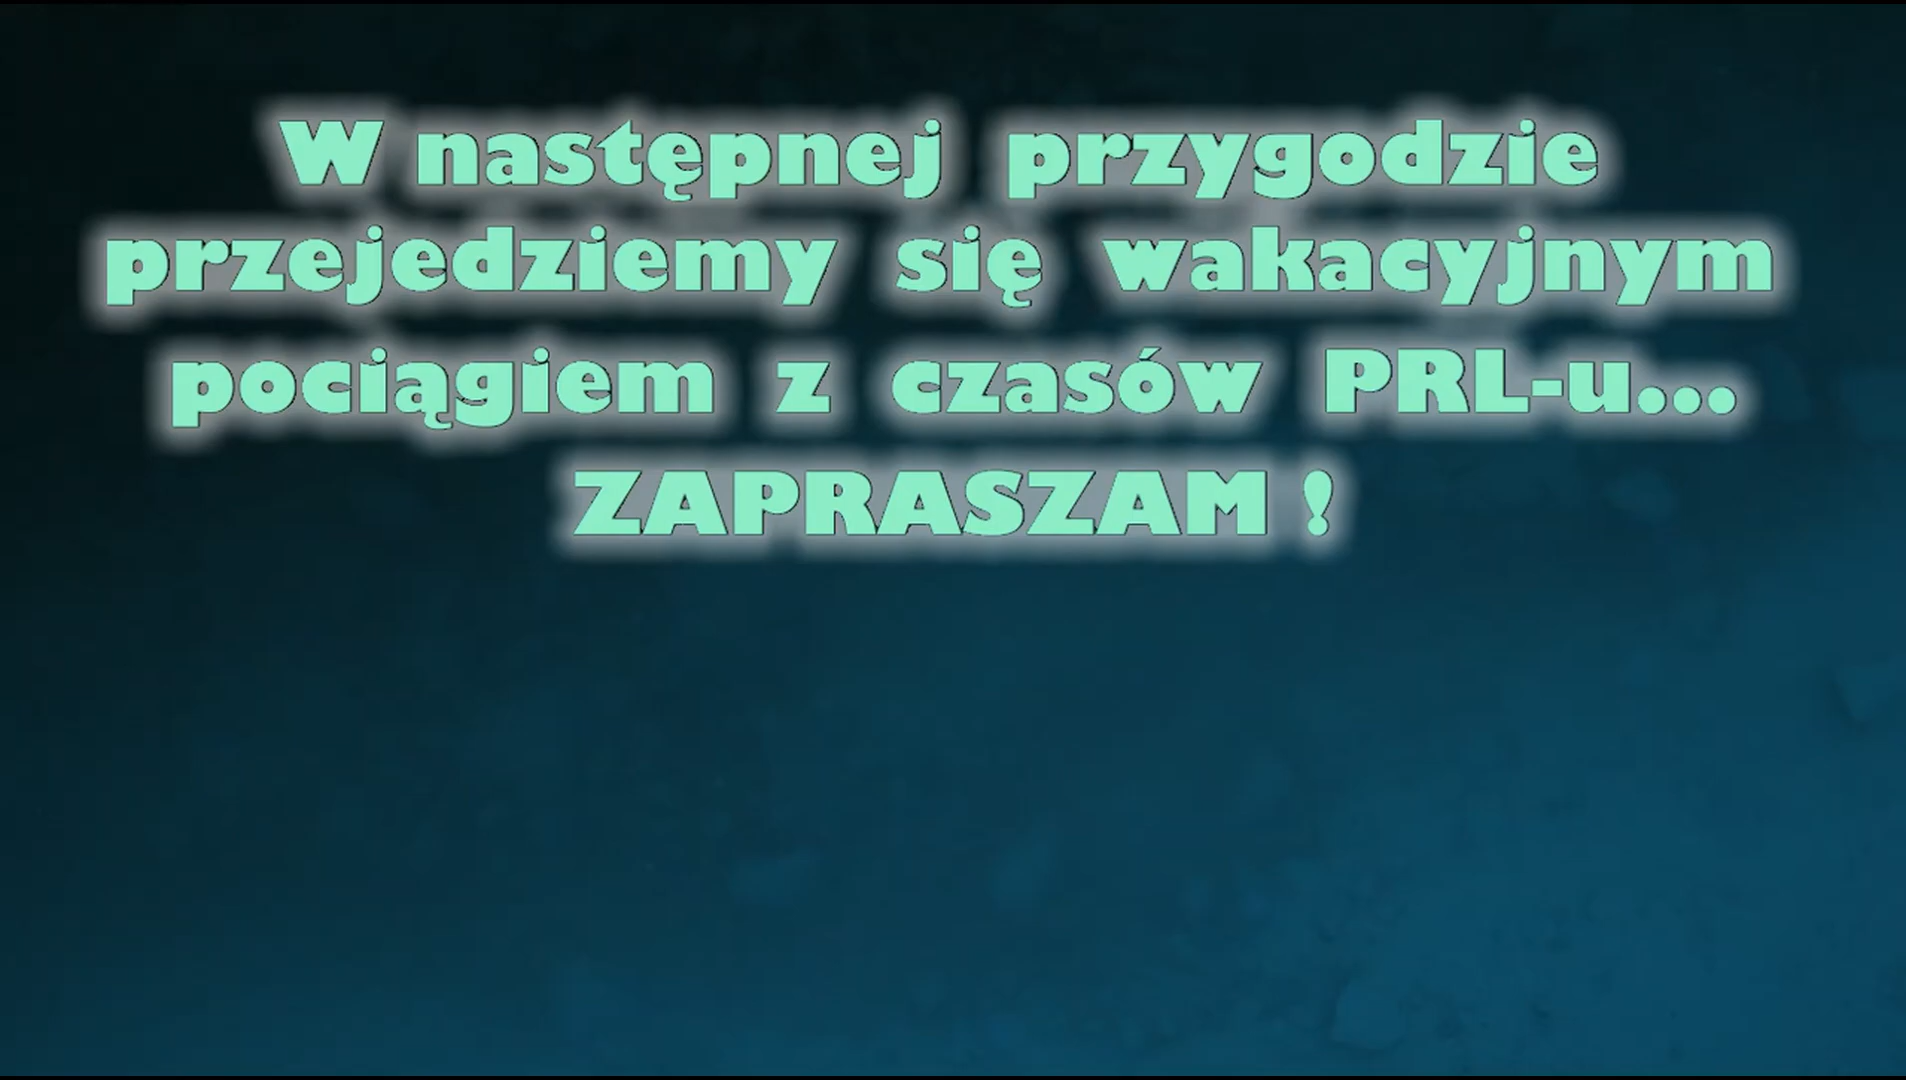 W następnej przygodzie
przejedziemy się wakacyjnym
pociągiem z czasów PRL-u...
ZAPRASZAM !